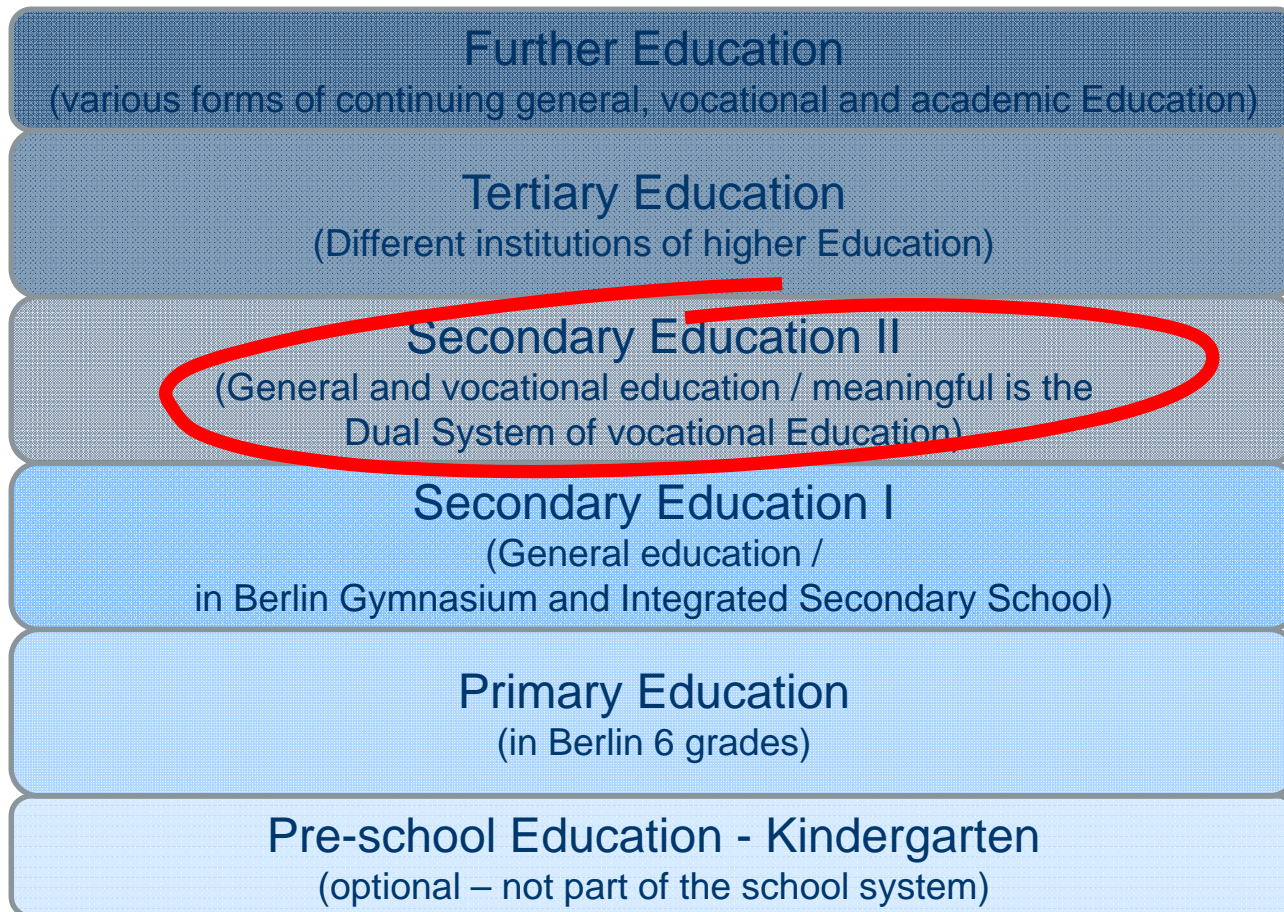 Further Education
(various forms of continuing general, vocational and academic Education)
Tertiary Education
(Different institutions of higher Education)
Secondary Education II
(General and vocational education / meaningful is the
Dual System of vocational Education)
Secondary Education I
(General education /
in Berlin Gymnasium and Integrated Secondary School)
Primary Education
(in Berlin 6 grades)
Pre-school Education - Kindergarten
(optional – not part of the school system)